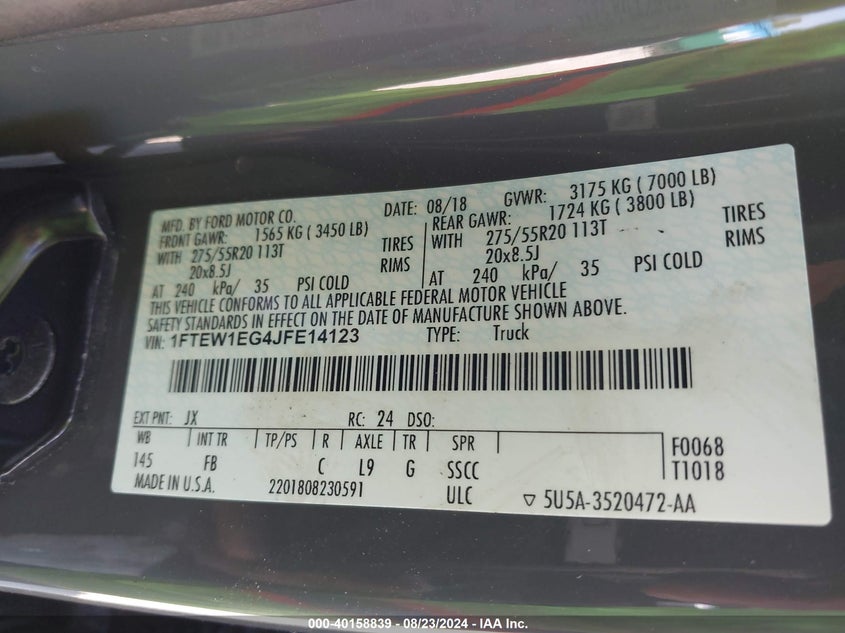 MFD. BY FORD MOTOR CO. DATE: 08/18 GVWR: 3175 KG ( 7000 LB)
FRONT GAWR: 1565 KG ( 3450 LB) REAR GAWR: 1724 KG ( 3800 LB)
WITH 275/55R20 113T TIRES WITH 275/55R20 113T TIRES
20x8.5J RIMS 20x8.5J RIMS
AT 240 kPa/ 35 PSI COLD AT 240 kPa/ 35 PSI COLD
THIS VEHICLE CONFORMS TO ALL APPLICABLE FEDERAL MOTOR VEHICLE
SAFETY STANDARDS IN EFFECT ON THE DATE OF MANUFACTURE SHOWN ABOVE.
VIN: 1FTEW1EG4JFE14123 TYPE: Truck
EXT PNT: JX RC: 24 DSO:
WB INT TR TP/PS R AXLE TR SPR F0068
145 FB C L9 G SSCC T1018
MADE IN U.S.A. 2201808230591 ULC ▽ 5U5A-3520472-AA
000-40158839 - 08/23/2024 - IAA Inc.